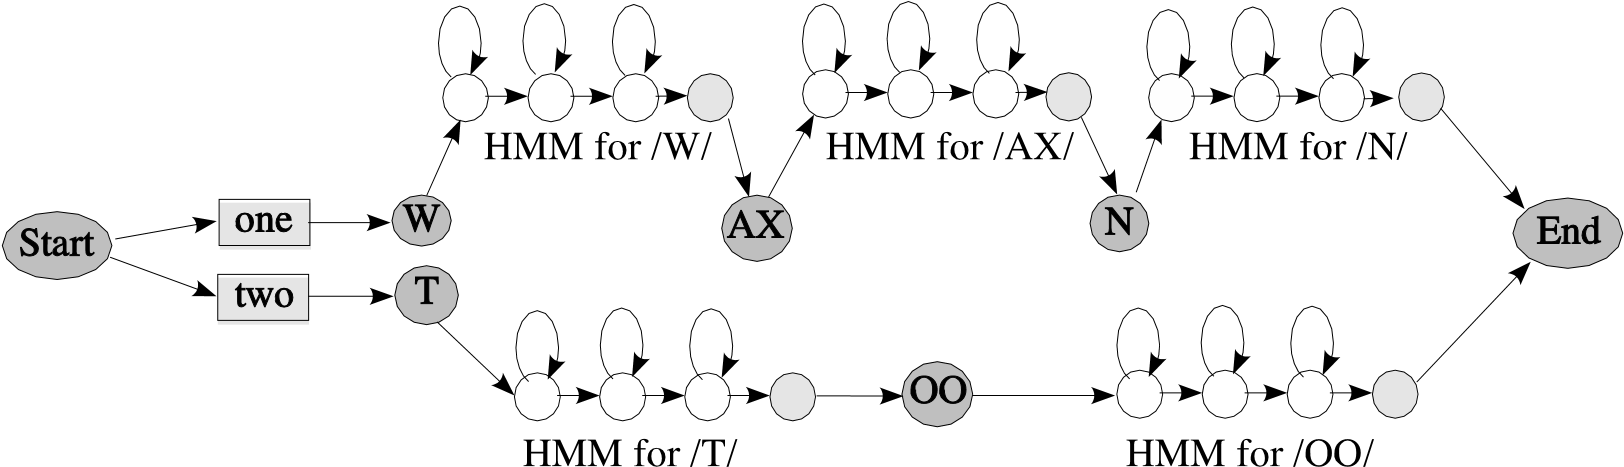 HMM for /W/
HMM for /AX/
HMM for /N/
Start
one
W
AX
N
End
two
T
OO
HMM for /T/
HMM for /OO/